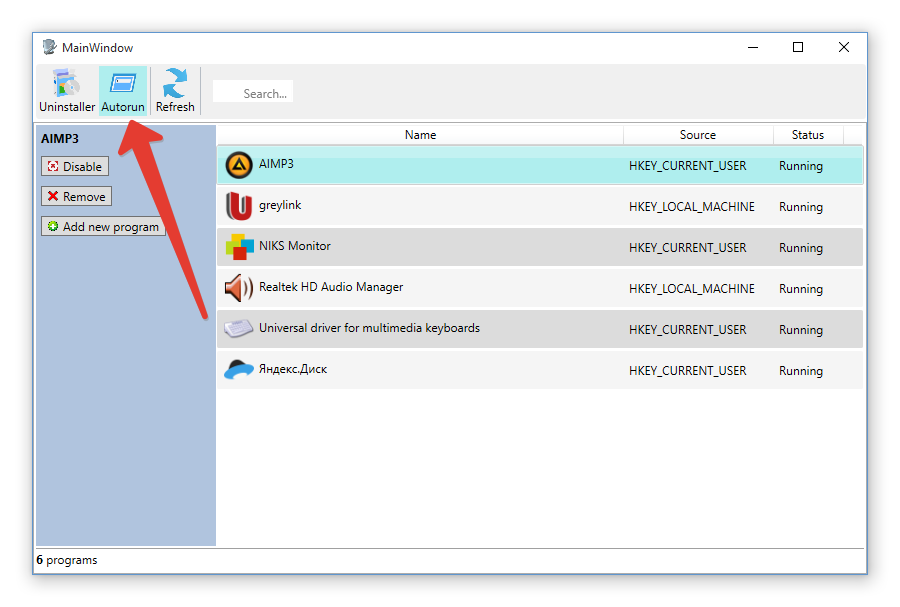 MainWindow
Uninstaller Autorun Refresh Search...
AIMP3
Disable
Remove
Add new program
Name Source Status
AIMP3 HKEY_CURRENT_USER Running
greylink HKEY_LOCAL_MACHINE Running
NIKS Monitor HKEY_CURRENT_USER Running
Realtek HD Audio Manager HKEY_LOCAL_MACHINE Running
Universal driver for multimedia keyboards HKEY_CURRENT_USER Running
Яндекс.Диск HKEY_CURRENT_USER Running
6 programs